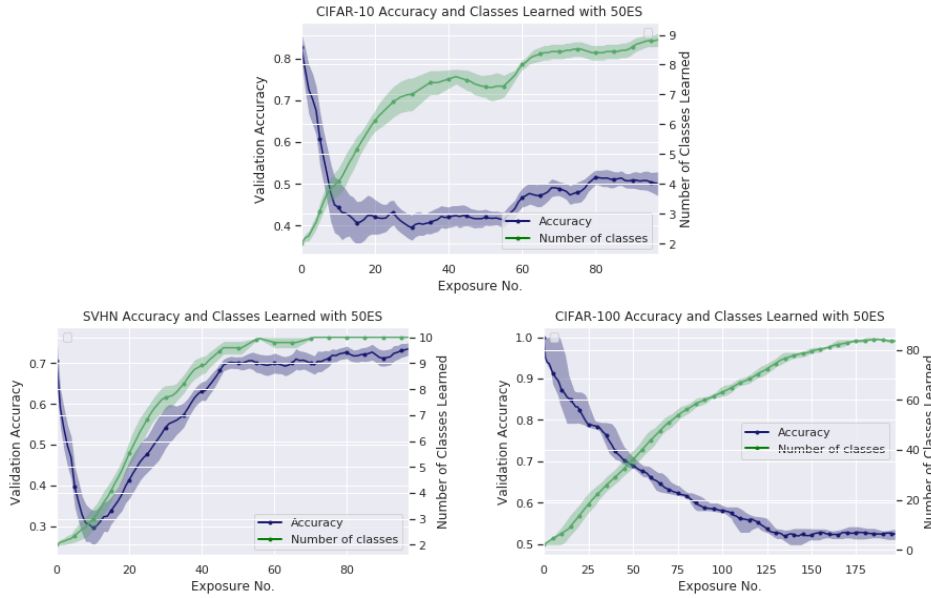 CIFAR-10 Accuracy and Classes Learned with 50ES
0.8
0.7
0.6
0.5
0.4
Validation Accuracy
9
8
7
6
5
4
3
2
Number of Classes Learned
Accuracy
Number of classes
0 20 40 60 80
Exposure No.
SVHN Accuracy and Classes Learned with 50ES
0.7
0.6
0.5
0.4
0.3
Validation Accuracy
10
9
8
7
6
5
4
3
2
Number of Classes Learned
Accuracy
Number of classes
0 20 40 60 80
Exposure No.
CIFAR-100 Accuracy and Classes Learned with 50ES
1.0
0.9
0.8
0.7
0.6
0.5
Validation Accuracy
80
60
40
20
0
Number of Classes Learned
Accuracy
Number of classes
0 25 50 75 100 125 150 175
Exposure No.